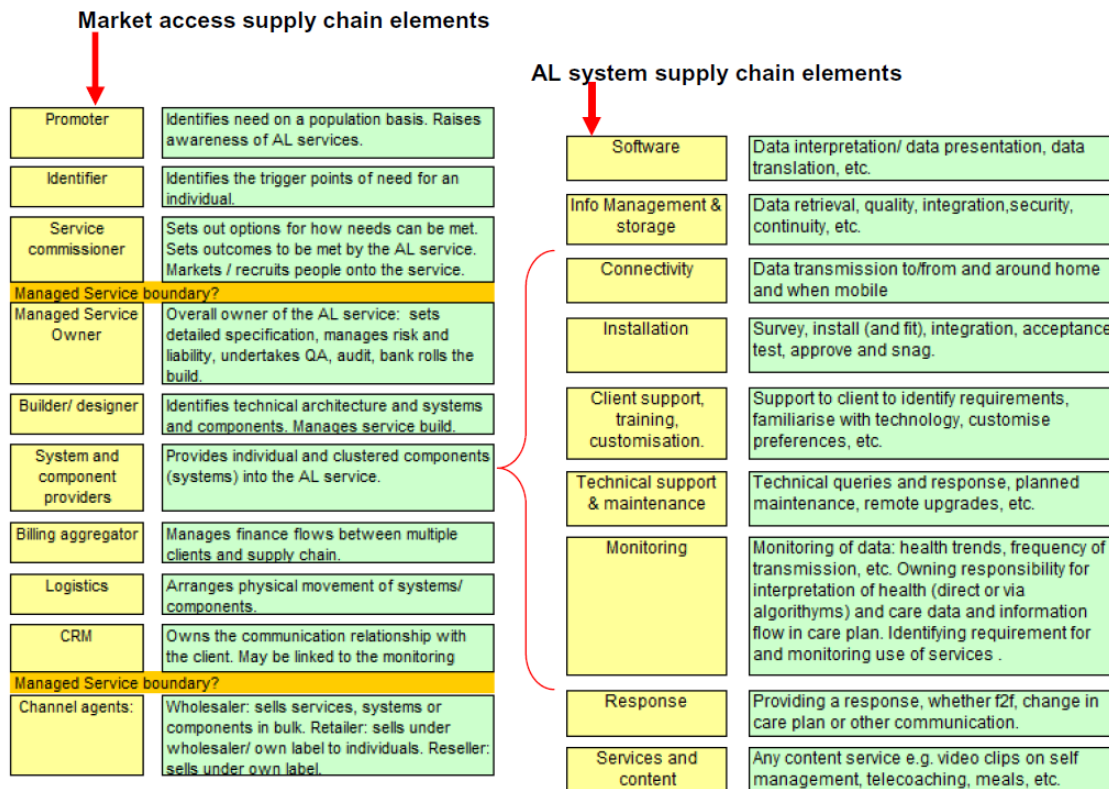 Market access supply chain elements
Promoter
Identifies need on a population basis. Raises
awareness of AL services.
Identifier
Identifies the trigger points of need for an
individual.
Service
commissioner
Sets out options for how needs can be met.
Sets outcomes to be met by the AL service.
Markets / recruits people onto the service.
Managed Service boundary?
Managed Service
Owner
Overall owner of the AL service: sets
detailed specification, manages risk and
liability, undertakes QA, audit, bank rolls the
build.
Builder/ designer
Identifies technical architecture and systems
and components. Manages service build.
System and
component
providers
Provides individual and clustered components
(systems) into the AL service.
Billing aggregator
Manages finance flows between multiple
clients and supply chain.
Logistics
Arranges physical movement of systems/
components.
CRM
Owns the communication relationship with
the client. May be linked to the monitoring
Managed Service boundary?
Channel agents:
Wholesaler: sells services, systems or
components in bulk. Retailer: sells under
wholesaler/ own label to individuals. Reseller:
sells under own label.
AL system supply chain elements
Software
Data interpretation/ data presentation, data
translation, etc.
Info Management &
storage
Data retrieval, quality, integration,security,
continuity, etc.
Connectivity
Data transmission to/from and around home
and when mobile
Installation
Survey, install (and fit), integration, acceptance
test, approve and snag.
Client support,
training,
customisation.
Support to client to identify requirements,
familiarise with technology, customise
preferences, etc.
Technical support
& maintenance
Technical queries and response, planned
maintenance, remote upgrades, etc.
Monitoring
Monitoring of data: health trends, frequency of
transmission, etc. Owning responsibility for
interpretation of health (direct or via
algorithyms) and care data and information
flow in care plan. Identifying requirement for
and monitoring use of services .
Response
Providing a response, whether f2f, change in
care plan or other communication.
Services and
content
Any content service e.g. video clips on self
management, telecoaching, meals, etc.